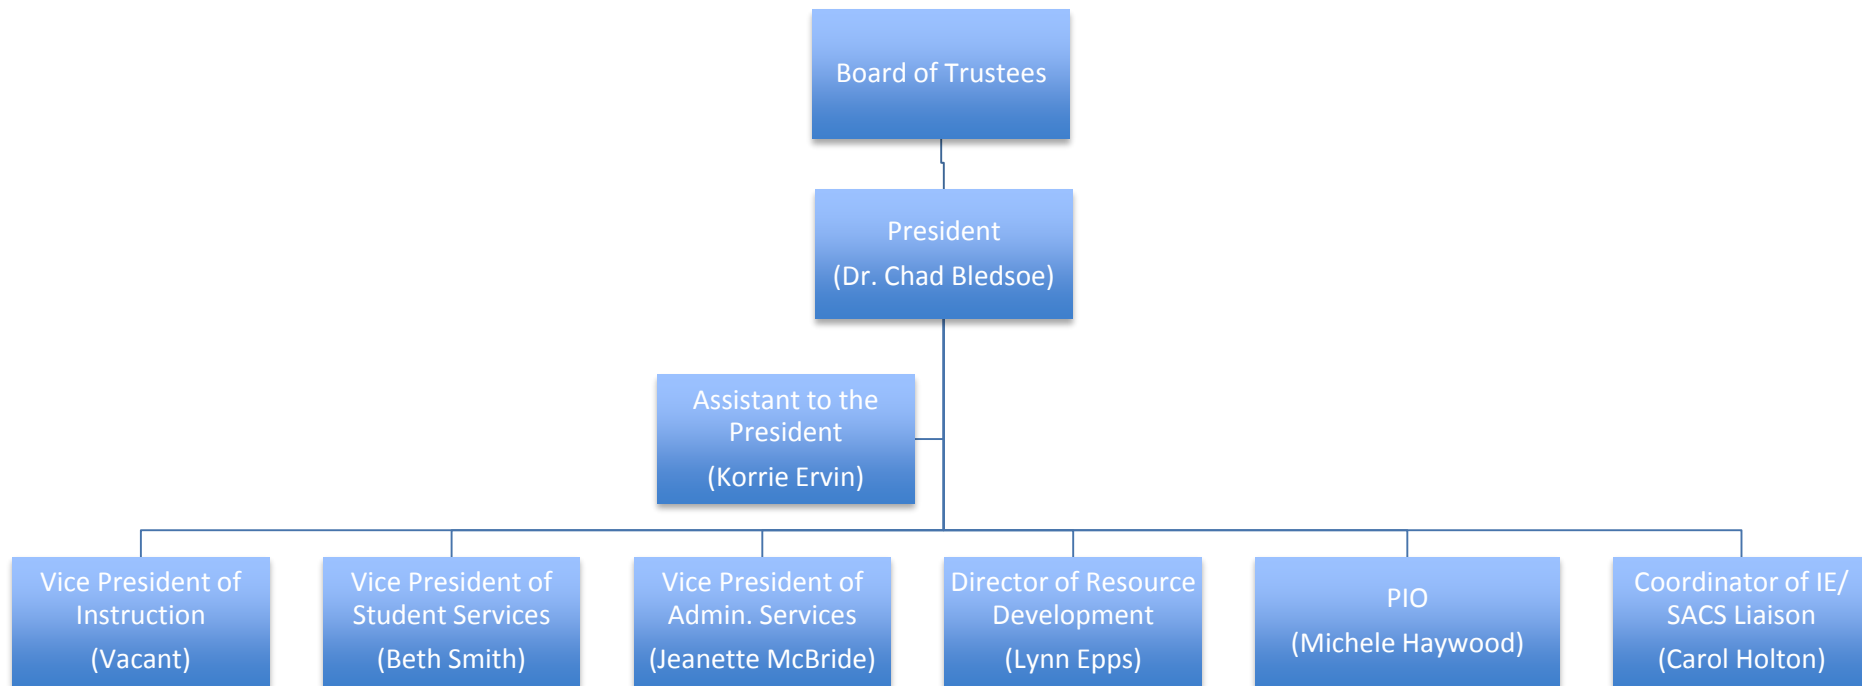 Board of Trustees
President
(Dr. Chad Bledsoe)
Assistant to the
President
(Korrie Ervin)
Vice President of
Instruction
(Vacant)
Vice President of
Student Services
(Beth Smith)
Vice President of
Admin. Services
(Jeanette McBride)
Director of Resource
Development
(Lynn Epps)
PIO
(Michele Haywood)
Coordinator of IE/
SACS Liaison
(Carol Holton)